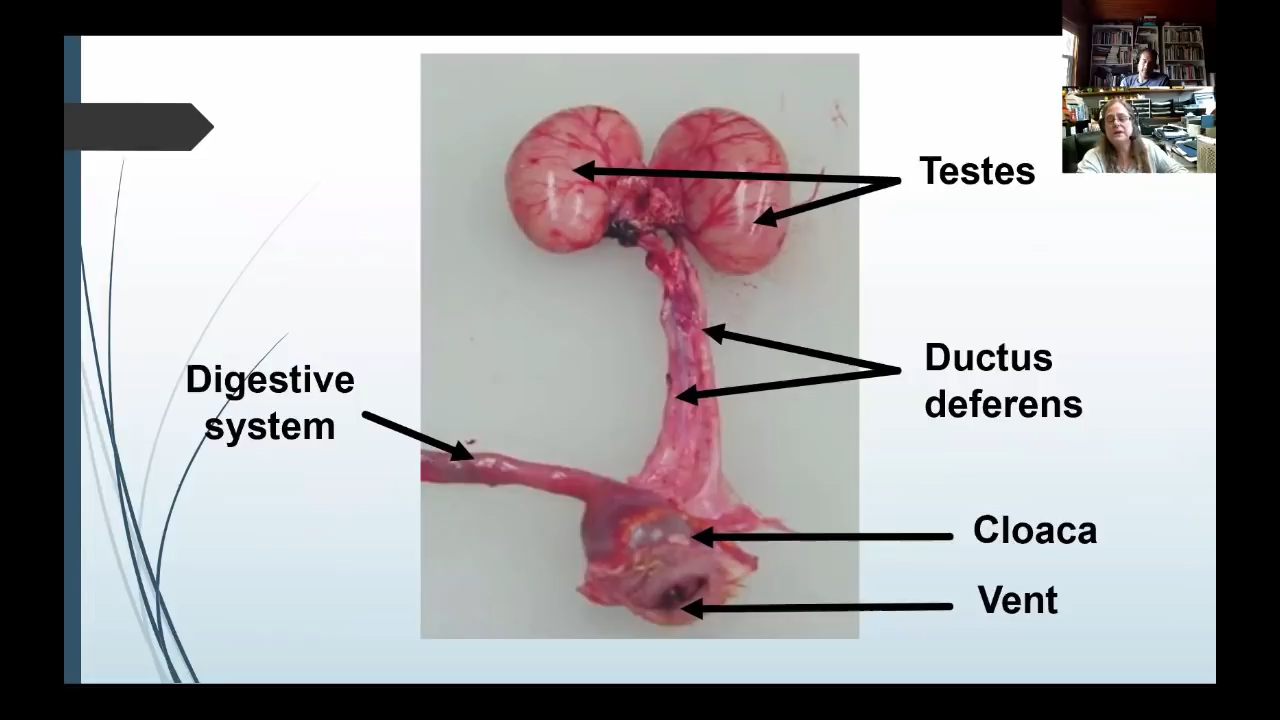 Testes
Ductus
deferens
Digestive
system
Cloaca
Vent